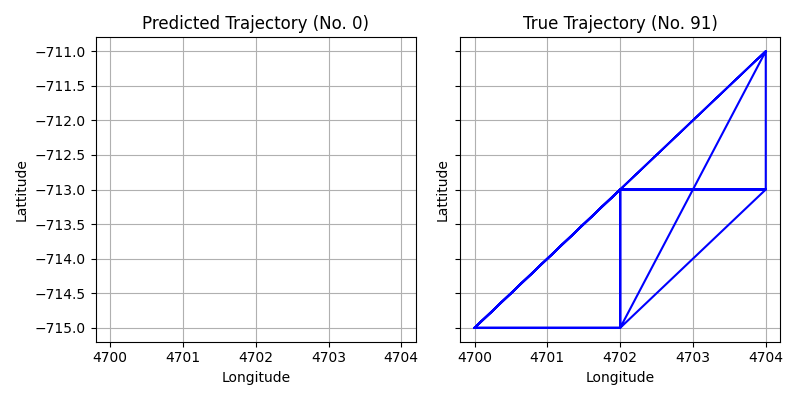 Predicted Trajectory (No. 0)
True Trajectory (No. 91)
Lattitude
−711.0
−711.5
−712.0
−712.5
−713.0
−713.5
−714.0
−714.5
−715.0
4700 4701 4702 4703 4704
Longitude
Lattitude
4700 4701 4702 4703 4704
Longitude